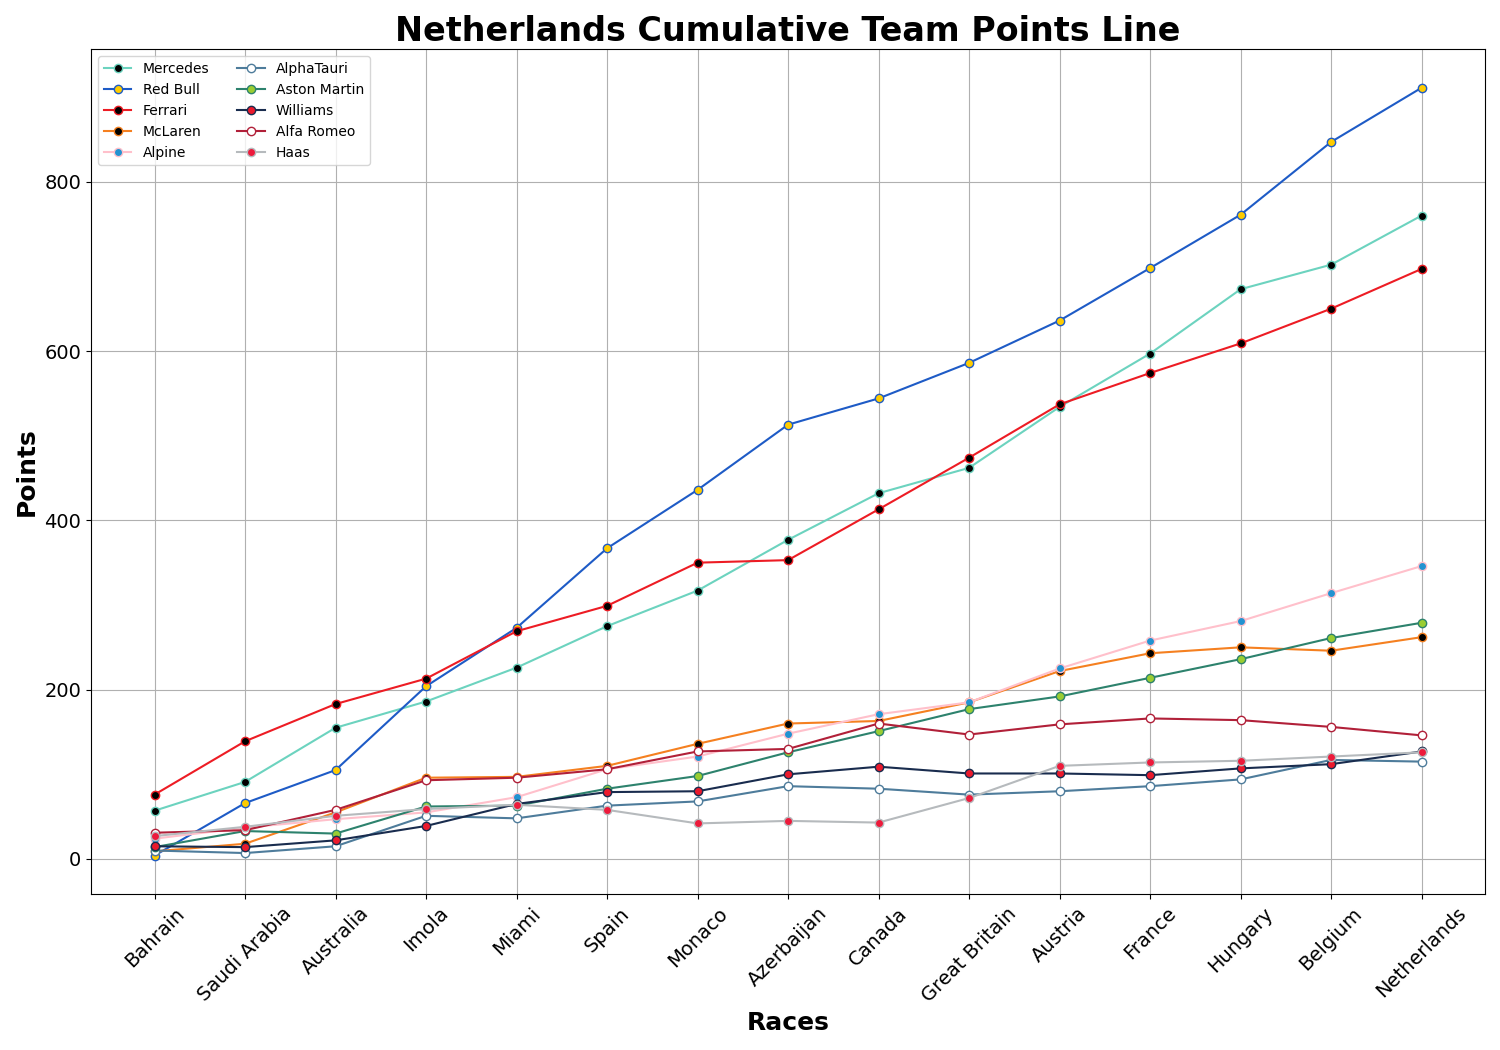 Netherlands Cumulative Team Points Line
Mercedes
Red Bull
Ferrari
McLaren
Alpine
AlphaTauri
Aston Martin
Williams
Alfa Romeo
Haas
Points
800
600
400
200
0
Bahrain
Saudi Arabia
Australia
Imola
Miami
Spain
Monaco
Azerbaijan
Canada
Great Britain
Austria
France
Hungary
Belgium
Netherlands
Races